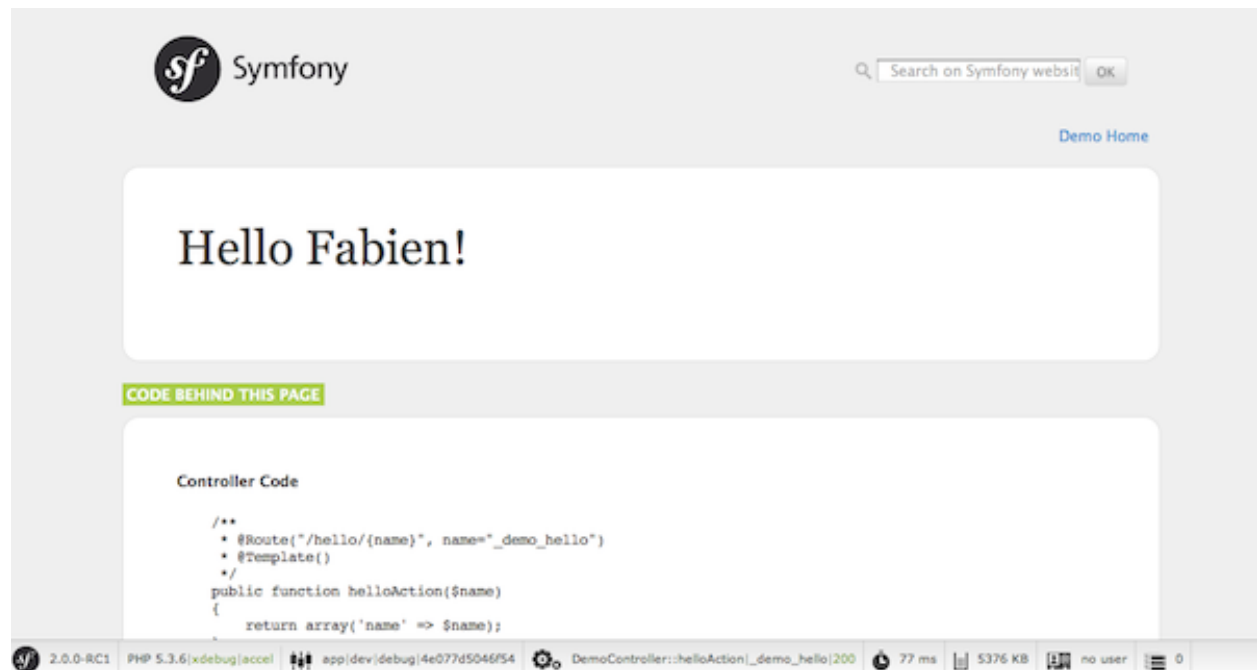 sf Symfony
Search on Symfony websit OK
Demo Home
Hello Fabien!
CODE BEHIND THIS PAGE
Controller Code
/**
* @Route("/hello/{name}", name="_demo_hello")
* @Template()
*/
public function helloAction($name)
{
return array('name' => $name);
sf 2.0.0-RC1 PHP 5.3.6|xdebug|accel app|dev|debug|4e077d5046f54 DemoController::helloAction|_demo_hello|200 77 ms 5376 KB no user 0